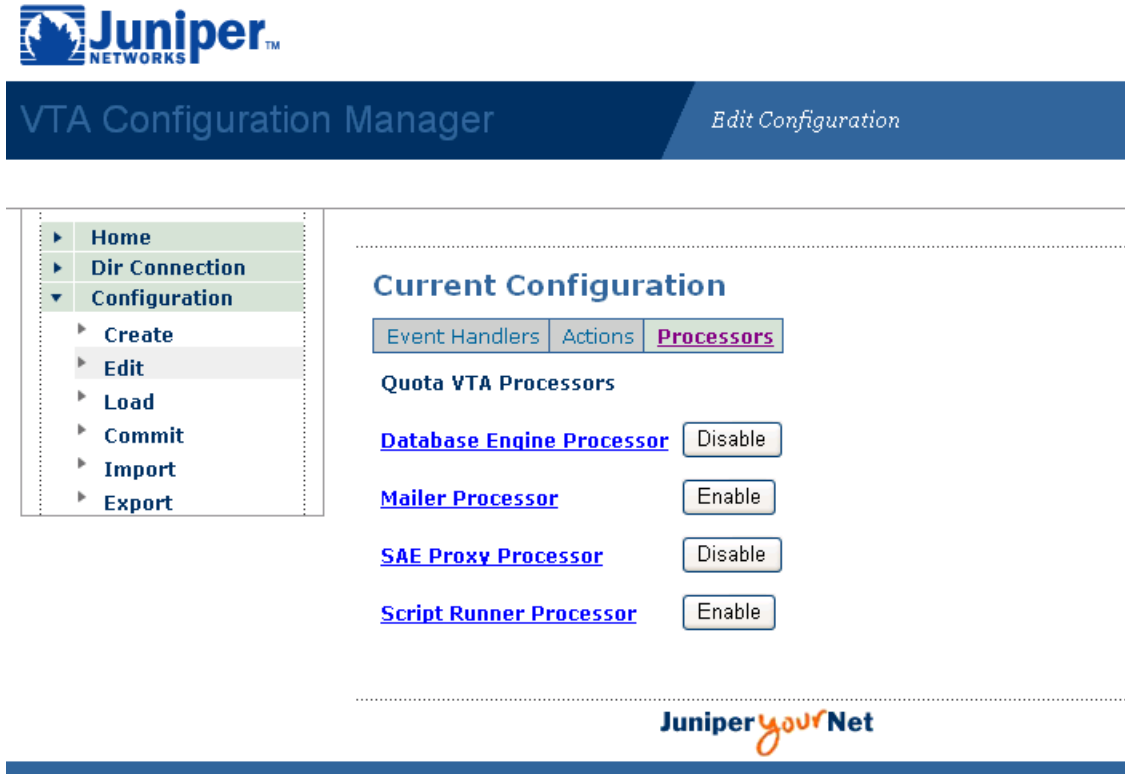 Juniper™
NETWORKS
VTA Configuration Manager
Edit Configuration
Home
Dir Connection
Configuration
Create
Edit
Load
Commit
Import
Export
Current Configuration
Event Handlers Actions Processors
Quota VTA Processors
Database Engine Processor Disable
Mailer Processor Enable
SAE Proxy Processor Disable
Script Runner Processor Enable
Juniper your Net